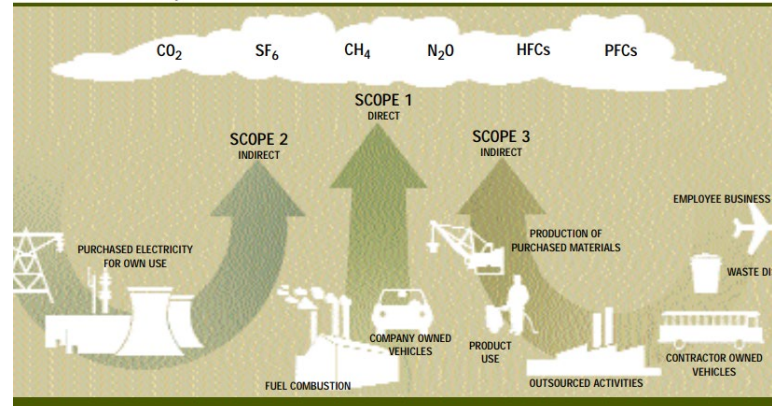 CO2 SF6 CH4 N2O HFCs PFCs
SCOPE 1
DIRECT
SCOPE 2
INDIRECT
SCOPE 3
INDIRECT
EMPLOYEE BUSINESS
PURCHASED ELECTRICITY
FOR OWN USE
PRODUCTION OF
PURCHASED MATERIALS
WASTE DI
COMPANY OWNED
VEHICLES
PRODUCT
USE
CONTRACTOR OWNED
VEHICLES
FUEL COMBUSTION
OUTSOURCED ACTIVITIES